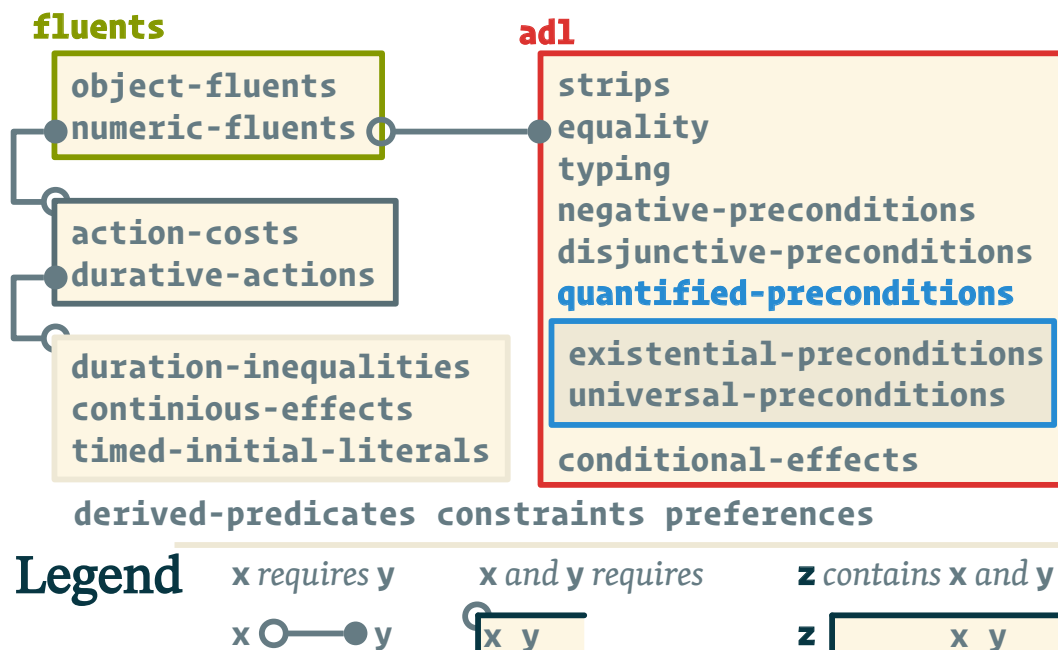 fluents
object-fluents
numeric-fluents
action-costs
durative-actions
duration-inequalities
continious-effects
timed-initial-literals
adl
strips
equality
typing
negative-preconditions
disjunctive-preconditions
quantified-preconditions
existential-preconditions
universal-preconditions
conditional-effects
derived-predicates constraints preferences
Legend
x requires y
x y
x and y requires
x y
z contains x and y
z x y